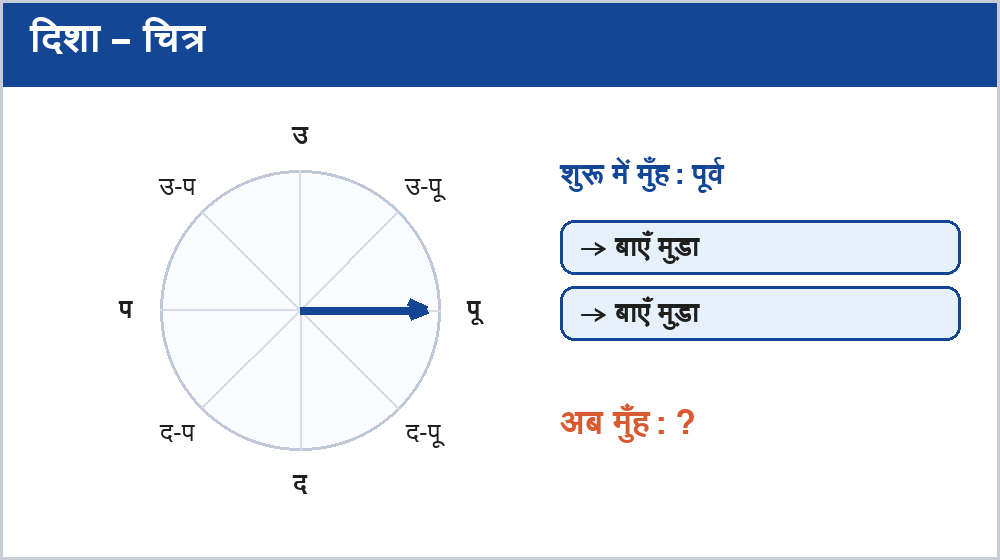 दिशा – चित्र
उ
उ-प
उ-पू
प
पू
द-प
द-पू
द
शुरू में मुँह : पूर्व
→ बाएँ मुड़ा
→ बाएँ मुड़ा
अब मुँह : ?